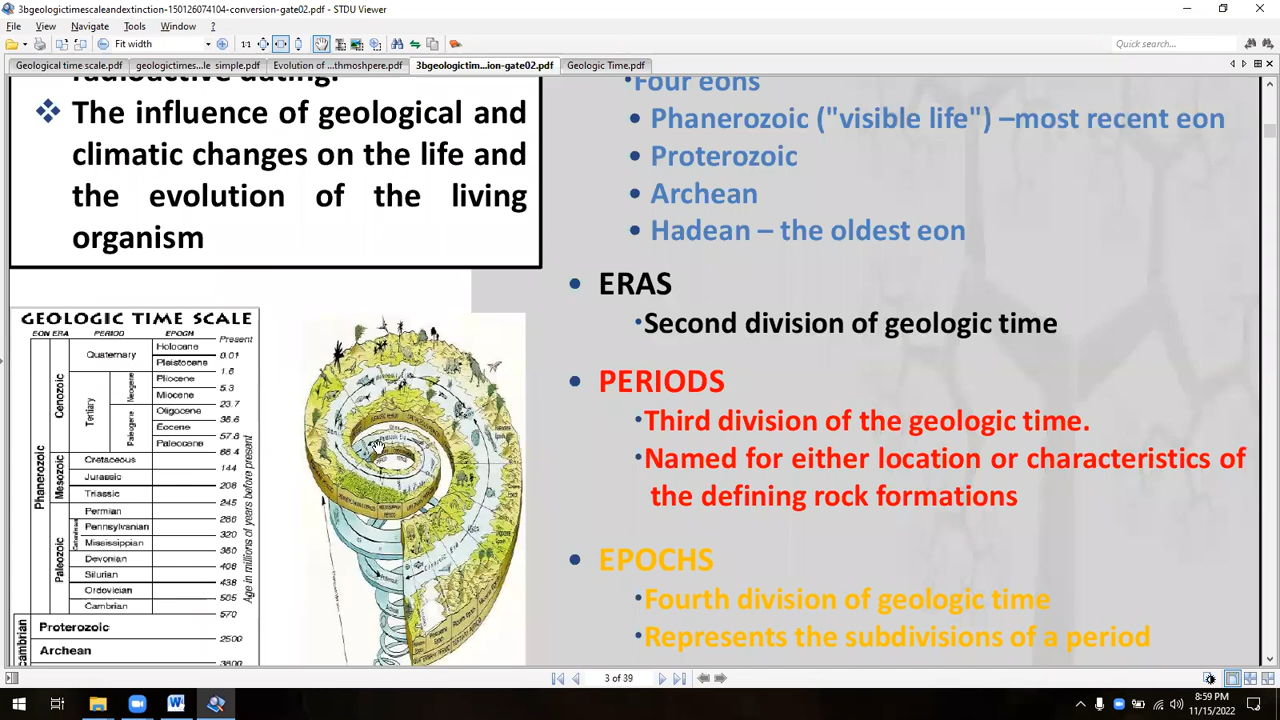 3bgeologictimescaleandextinction-150126074104-conversion-gate02.pdf - STDU Viewer
File View Navigate Tools Window ?
Fit width
1:1
Quick search...
Geological time scale.pdf
geologictimes...le simple.pdf
Evolution of ...thmoshpere.pdf
3bgeologictim...ion-gate02.pdf
Geologic Time.pdf
radioactive dating.
❖ The influence of geological and
climatic changes on the life and
the evolution of the living
organism
GEOLOGIC TIME SCALE
EON ERA PERIOD EPOCH
Present
Phanerozoic
Cenozoic
Quaternary
Holocene
0.01
Pleistocene
1.6
Tertiary
Neogene
Pliocene
5.3
Miocene
23.7
Paleogene
Oligocene
36.6
Eocene
57.8
Paleocene
66.4
Mesozoic
Cretaceous
144
Jurassic
208
Triassic
245
Paleozoic
Permian
286
Pennsylvanian
320
Mississippian
360
Devonian
408
Silurian
438
Ordovician
505
Cambrian
570
Proterozoic
2500
Archean
3800
Age in millions of years before present
•Four eons
• Phanerozoic ("visible life") –most recent eon
• Proterozoic
• Archean
• Hadean – the oldest eon
• ERAS
•Second division of geologic time
• PERIODS
•Third division of the geologic time.
•Named for either location or characteristics of
the defining rock formations
• EPOCHS
•Fourth division of geologic time
•Represents the subdivisions of a period
3 of 39
8:59 PM
11/15/2022